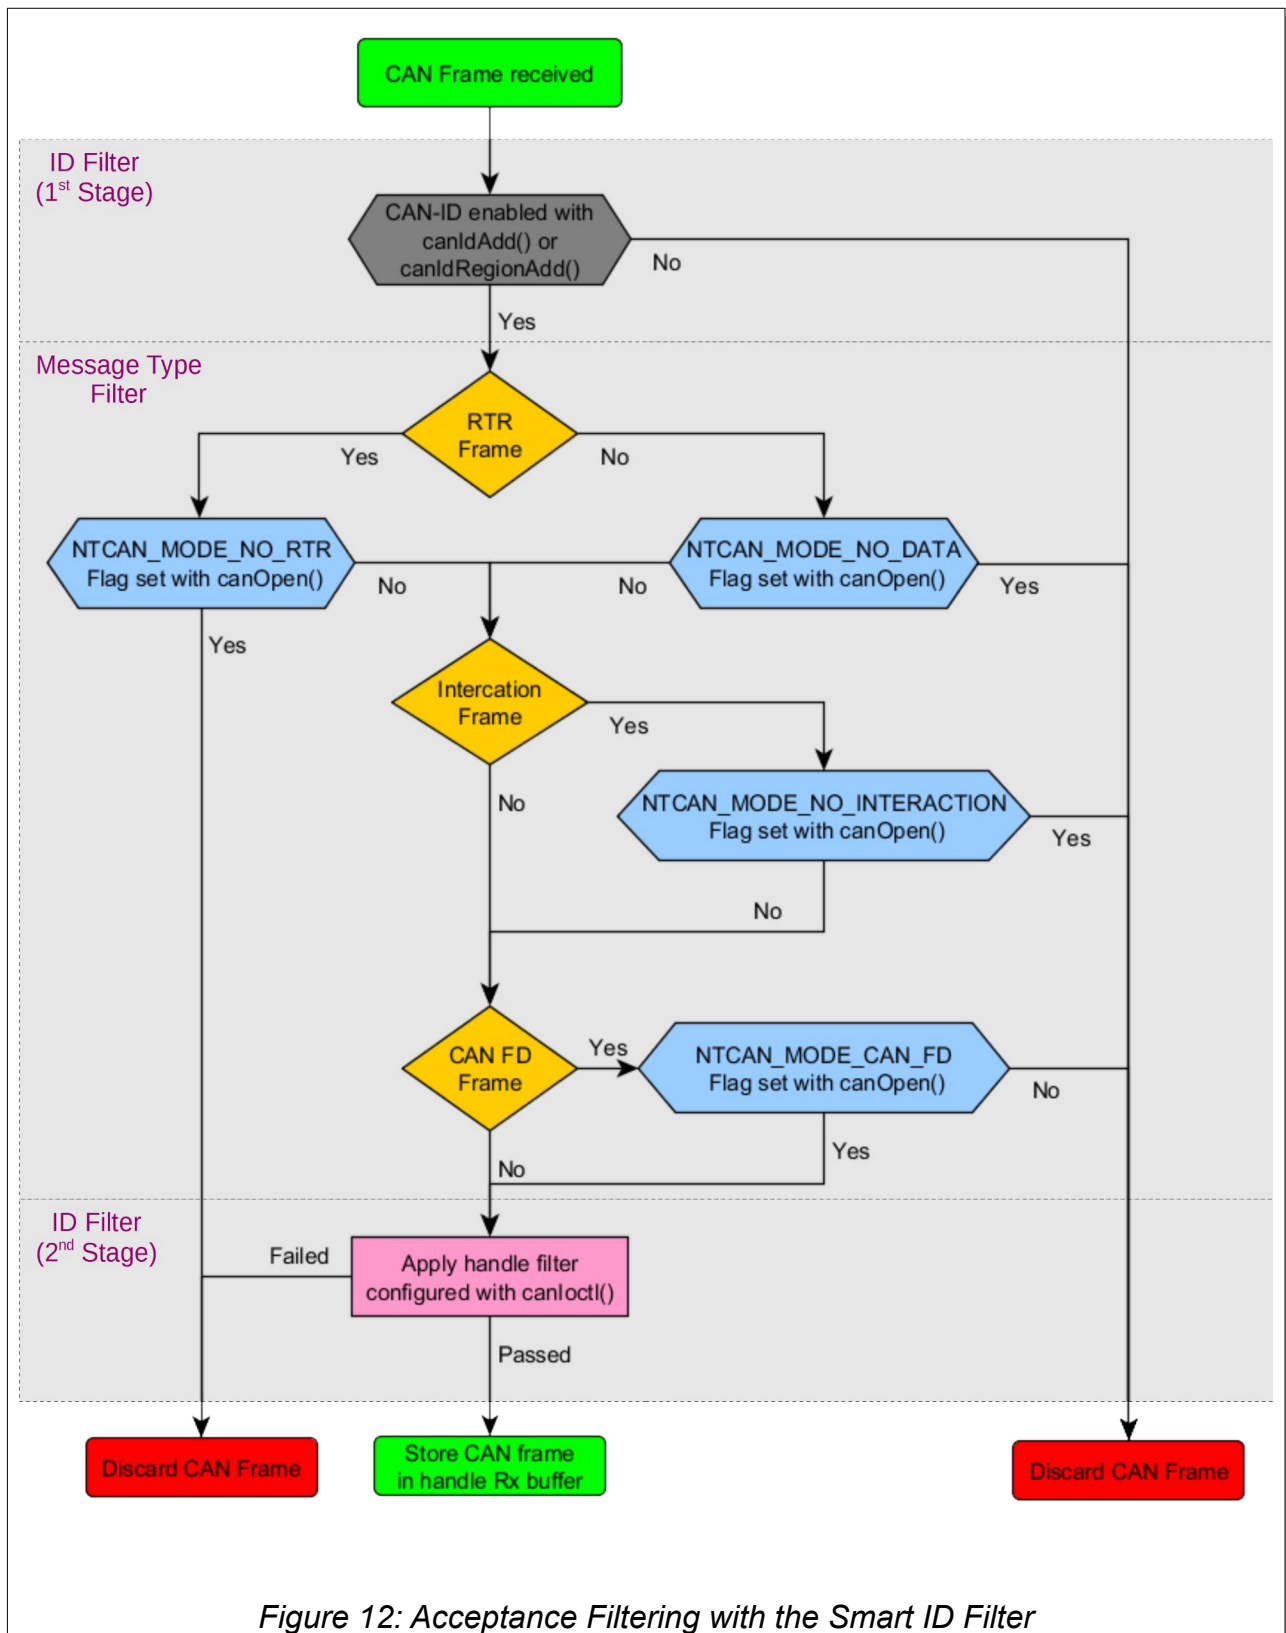 CAN Frame received
ID Filter
(1st Stage)
CAN-ID enabled with
canIdAdd() or
canIdRegionAdd()
No
Yes
Message Type
Filter
RTR
Frame
Yes
No
NTCAN_MODE_NO_RTR
Flag set with canOpen()
No
No
NTCAN_MODE_NO_DATA
Flag set with canOpen()
Yes
Yes
Intercation
Frame
Yes
No
NTCAN_MODE_NO_INTERACTION
Flag set with canOpen()
Yes
No
CAN FD
Frame
Yes
NTCAN_MODE_CAN_FD
Flag set with canOpen()
No
Yes
No
ID Filter
(2nd Stage)
Failed
Apply handle filter
configured with canIoctl()
Passed
Discard CAN Frame
Store CAN frame
in handle Rx buffer
Discard CAN Frame
Figure 12: Acceptance Filtering with the Smart ID Filter